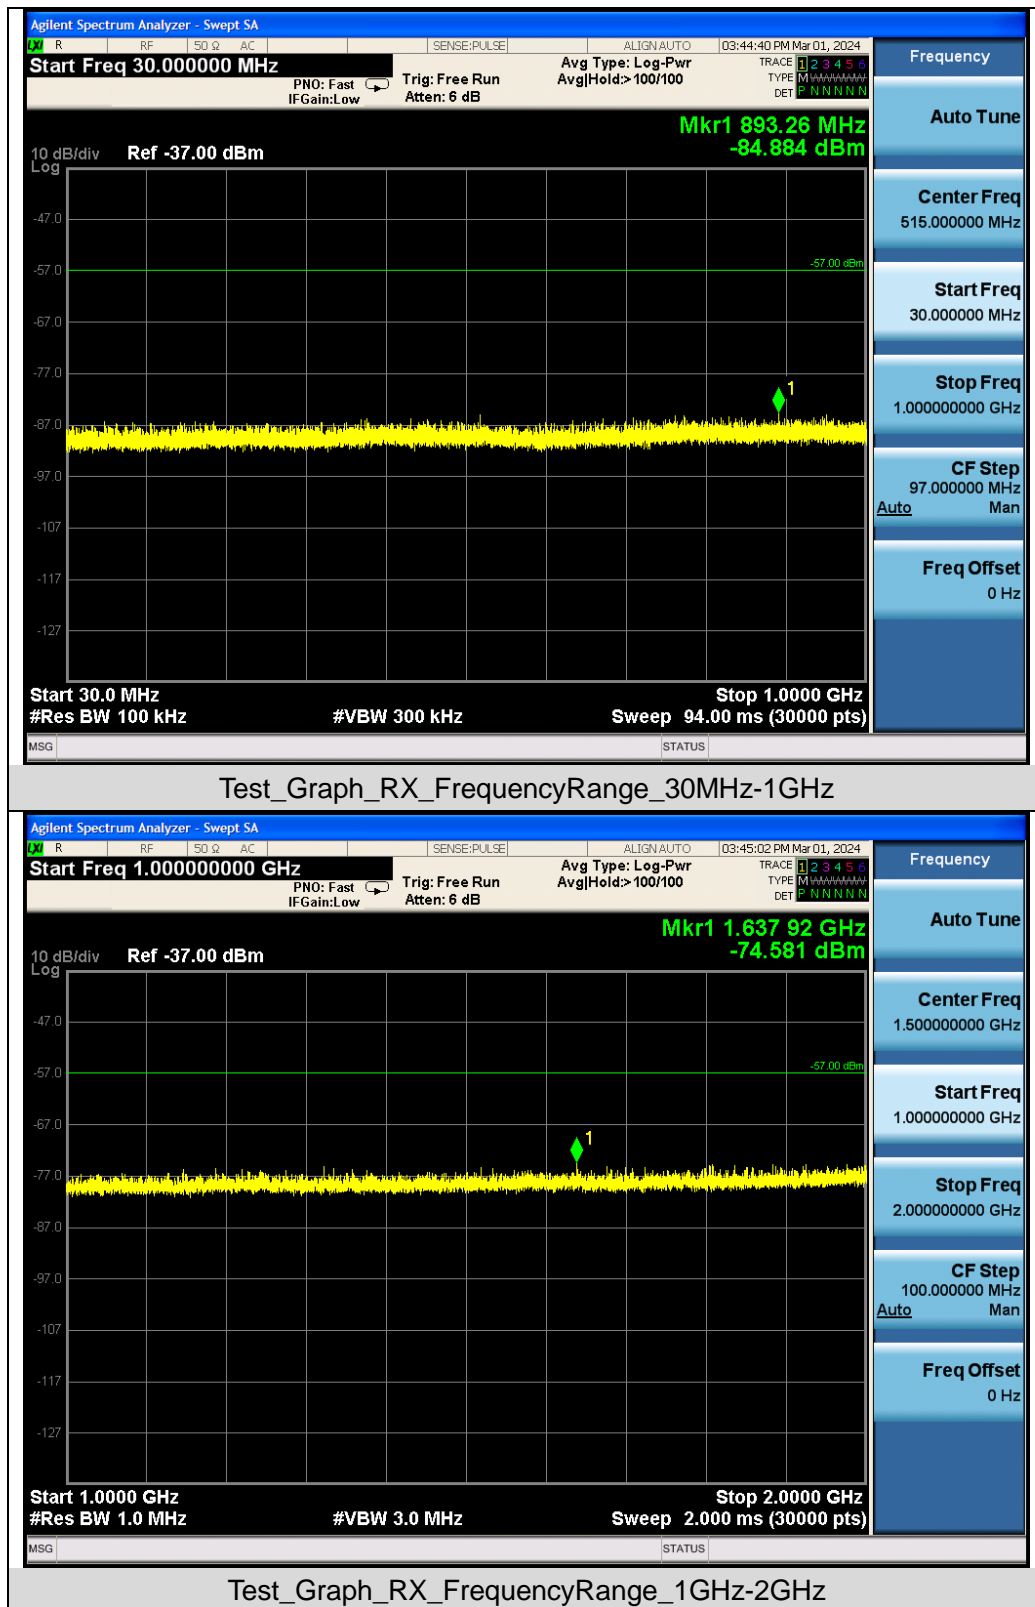 Agilent Spectrum Analyzer - Swept SA
LXI R RF 50 Ω AC SENSE:PULSE ALIGN AUTO 03:44:40 PM Mar 01, 2024
Start Freq 30.000000 MHz
PNO: Fast
IFGain:Low
Trig: Free Run
Atten: 6 dB
Avg Type: Log-Pwr
Avg|Hold:>100/100
TRACE 1 2 3 4 5 6
TYPE M WWWWW
DET P N N N N N
Mkr1 893.26 MHz
-84.884 dBm
10 dB/div Ref -37.00 dBm
Log
-47.0
-57.0
-57.00 dBm
-67.0
-77.0
1
-87.0
-97.0
-107
-117
-127
Start 30.0 MHz Stop 1.0000 GHz
#Res BW 100 kHz #VBW 300 kHz Sweep 94.00 ms (30000 pts)
MSG STATUS
Frequency
Auto Tune
Center Freq
515.000000 MHz
Start Freq
30.000000 MHz
Stop Freq
1.000000000 GHz
CF Step
97.000000 MHz
Auto Man
Freq Offset
0 Hz
Test_Graph_RX_FrequencyRange_30MHz-1GHz
Agilent Spectrum Analyzer - Swept SA
LXI R RF 50 Ω AC SENSE:PULSE ALIGN AUTO 03:45:02 PM Mar 01, 2024
Start Freq 1.000000000 GHz
PNO: Fast
IFGain:Low
Trig: Free Run
Atten: 6 dB
Avg Type: Log-Pwr
Avg|Hold:>100/100
TRACE 1 2 3 4 5 6
TYPE M WWWWW
DET P N N N N N
Mkr1 1.637 92 GHz
-74.581 dBm
10 dB/div Ref -37.00 dBm
Log
-47.0
-57.0
-57.00 dBm
-67.0
1
-77.0
-87.0
-97.0
-107
-117
-127
Start 1.0000 GHz Stop 2.0000 GHz
#Res BW 1.0 MHz #VBW 3.0 MHz Sweep 2.000 ms (30000 pts)
MSG STATUS
Frequency
Auto Tune
Center Freq
1.500000000 GHz
Start Freq
1.000000000 GHz
Stop Freq
2.000000000 GHz
CF Step
100.000000 MHz
Auto Man
Freq Offset
0 Hz
Test_Graph_RX_FrequencyRange_1GHz-2GHz